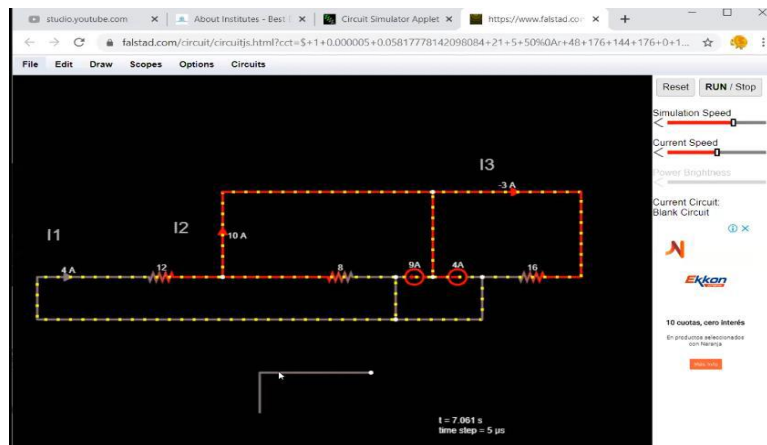 studio.youtube.com
About Institutes - Best
Circuit Simulator Applet
https://www.falstad.co
falstad.com/circuit/circuitjs.html?cct=$+1+0.000005+0.05817778142098084+21+5+50%0Ar+48+176+144+176+0+1...
File Edit Draw Scopes Options Circuits
Reset RUN / Stop
Simulation Speed
Current Speed
Power Brightness
Current Circuit:
Blank Circuit
I3
-3 A
I1
I2
10 A
4 A
12
8
9A
4A
16
Ekkon
10 cuotas, cero interés
En productos seleccionados
con Naranja
t = 7.061 s
time step = 5 µs